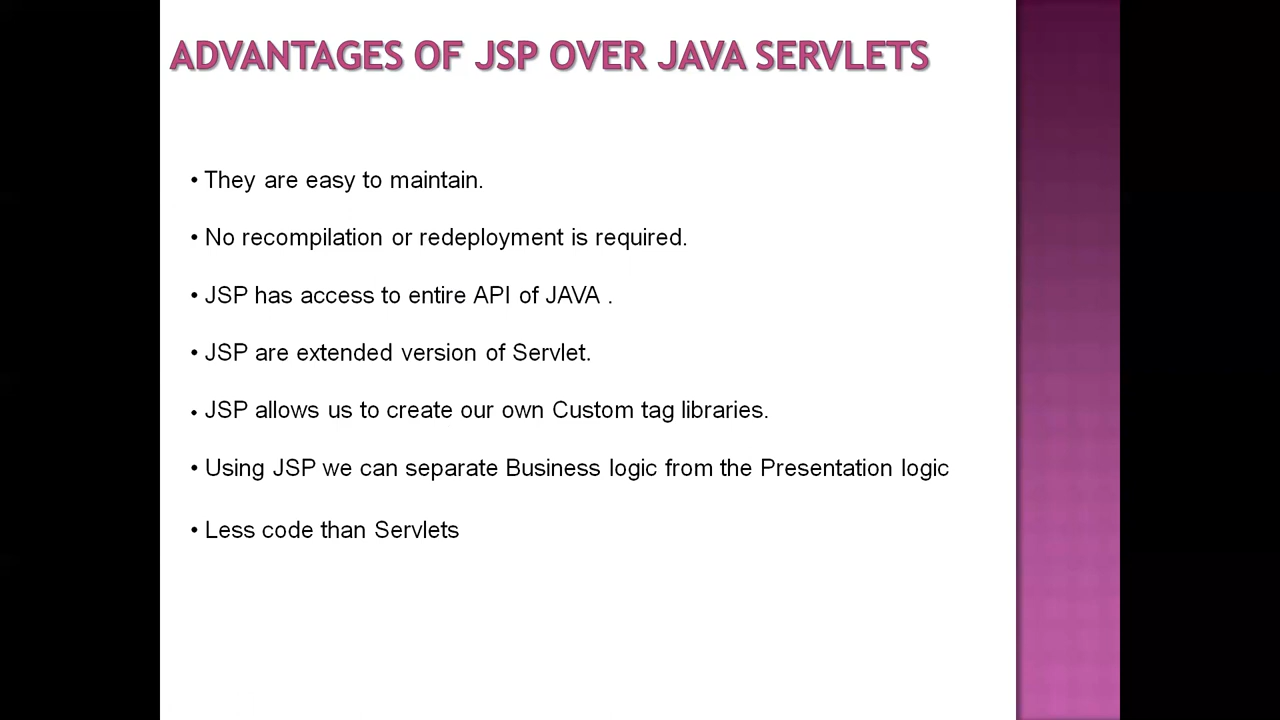 ADVANTAGES OF JSP OVER JAVA SERVLETS
• They are easy to maintain.
• No recompilation or redeployment is required.
• JSP has access to entire API of JAVA .
• JSP are extended version of Servlet.
• JSP allows us to create our own Custom tag libraries.
• Using JSP we can separate Business logic from the Presentation logic
• Less code than Servlets